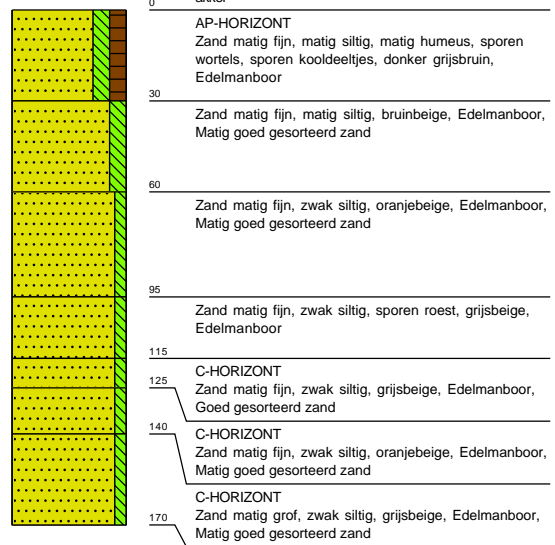 0
akker
AP-HORIZONT
Zand matig fijn, matig siltig, matig humeus, sporen
wortels, sporen kooldeeltjes, donker grijsbruin,
Edelmanboor
30
Zand matig fijn, matig siltig, bruinbeige, Edelmanboor,
Matig goed gesorteerd zand
60
Zand matig fijn, zwak siltig, oranjebeige, Edelmanboor,
Matig goed gesorteerd zand
95
Zand matig fijn, zwak siltig, sporen roest, grijsbeige,
Edelmanboor
115
C-HORIZONT
Zand matig fijn, zwak siltig, grijsbeige, Edelmanboor,
Goed gesorteerd zand
125
C-HORIZONT
Zand matig fijn, zwak siltig, oranjebeige, Edelmanboor,
Matig goed gesorteerd zand
140
C-HORIZONT
Zand matig grof, zwak siltig, grijsbeige, Edelmanboor,
Matig goed gesorteerd zand
170